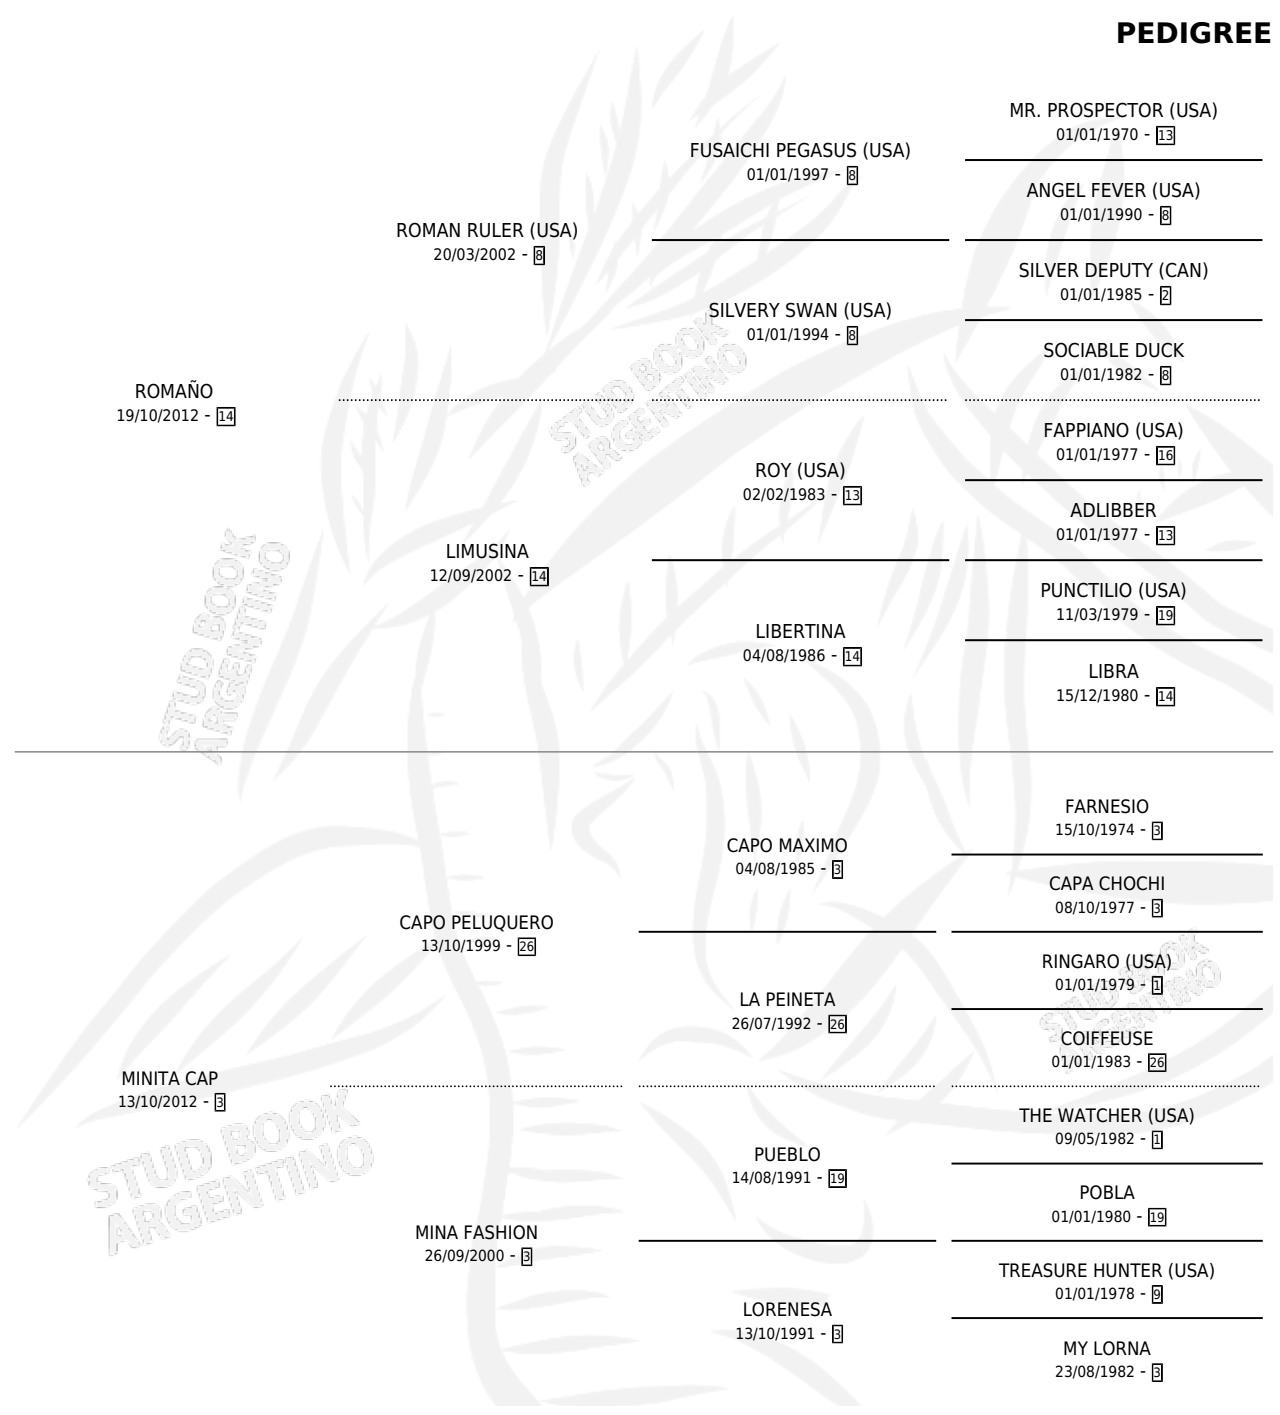 PEDIGREE
MR. PROSPECTOR (USA)
01/01/1970 - 13
FUSAICHI PEGASUS (USA)
01/01/1997 - 8
ANGEL FEVER (USA)
01/01/1990 - 8
ROMAN RULER (USA)
20/03/2002 - 8
SILVER DEPUTY (CAN)
01/01/1985 - 2
SILVERY SWAN (USA)
01/01/1994 - 8
SOCIABLE DUCK
01/01/1982 - 8
ROMAÑO
19/10/2012 - 14
FAPPIANO (USA)
01/01/1977 - 16
ROY (USA)
02/02/1983 - 13
ADLIBBER
01/01/1977 - 13
LIMUSINA
12/09/2002 - 14
PUNCTILIO (USA)
11/03/1979 - 19
LIBERTINA
04/08/1986 - 14
LIBRA
15/12/1980 - 14
FARNESIO
15/10/1974 - 3
CAPO MAXIMO
04/08/1985 - 3
CAPA CHOCHI
08/10/1977 - 3
CAPO PELUQUERO
13/10/1999 - 26
RINGARO (USA)
01/01/1979 - 1
LA PEINETA
26/07/1992 - 26
COIFFEUSE
01/01/1983 - 26
MINITA CAP
13/10/2012 - 3
THE WATCHER (USA)
09/05/1982 - 1
PUEBLO
14/08/1991 - 19
POBLA
01/01/1980 - 19
MINA FASHION
26/09/2000 - 3
TREASURE HUNTER (USA)
01/01/1978 - 9
LORENESA
13/10/1991 - 3
MY LORNA
23/08/1982 - 3
STUD BOOK
ARGENTINO
STUD BOOK
ARGENTINO
STUD BOOK
ARGENTINO
STUD BOOK
ARGENTINO